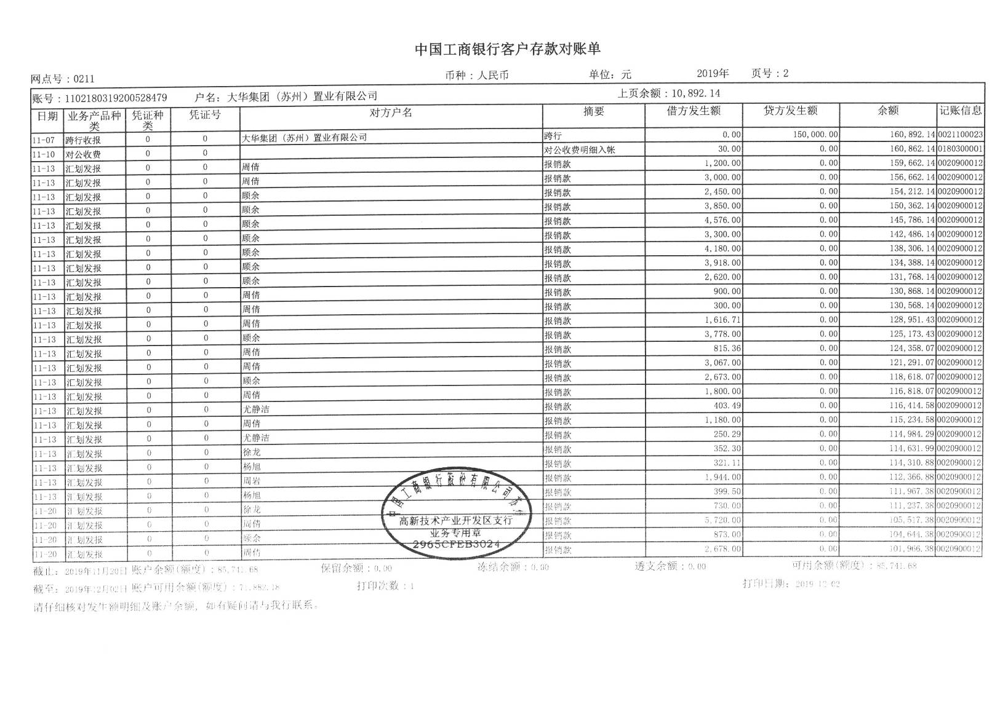 中国工商银行客户存款对账单
网点号：0211 币种：人民币 单位：元 2019年 页号：2
账号：1102180319200528479 户名：大华集团（苏州）置业有限公司 上页余额：10,892.14
日期 业务产品种类 凭证种类 凭证号 对方户名 摘要 借方发生额 贷方发生额 余额 记账信息
11-07 跨行收报 0 0 大华集团（苏州）置业有限公司 跨行 0.00 150,000.00 160,892.14 0021100023
11-10 对公收费 0 0 对公收费明细入帐 30.00 0.00 160,862.14 0180300001
11-13 汇划发报 0 0 周倩 报销款 1,200.00 0.00 159,662.14 0020900012
11-13 汇划发报 0 0 周倩 报销款 3,000.00 0.00 156,662.14 0020900012
11-13 汇划发报 0 0 顾余 报销款 2,450.00 0.00 154,212.14 0020900012
11-13 汇划发报 0 0 顾余 报销款 3,850.00 0.00 150,362.14 0020900012
11-13 汇划发报 0 0 顾余 报销款 4,576.00 0.00 145,786.14 0020900012
11-13 汇划发报 0 0 顾余 报销款 3,300.00 0.00 142,486.14 0020900012
11-13 汇划发报 0 0 顾余 报销款 4,180.00 0.00 138,306.14 0020900012
11-13 汇划发报 0 0 顾余 报销款 3,918.00 0.00 134,388.14 0020900012
11-13 汇划发报 0 0 顾余 报销款 2,620.00 0.00 131,768.14 0020900012
11-13 汇划发报 0 0 周倩 报销款 900.00 0.00 130,868.14 0020900012
11-13 汇划发报 0 0 周倩 报销款 300.00 0.00 130,568.14 0020900012
11-13 汇划发报 0 0 周倩 报销款 1,616.71 0.00 128,951.43 0020900012
11-13 汇划发报 0 0 顾余 报销款 3,778.00 0.00 125,173.43 0020900012
11-13 汇划发报 0 0 周倩 报销款 815.36 0.00 124,358.07 0020900012
11-13 汇划发报 0 0 周倩 报销款 3,067.00 0.00 121,291.07 0020900012
11-13 汇划发报 0 0 顾余 报销款 2,673.00 0.00 118,618.07 0020900012
11-13 汇划发报 0 0 周倩 报销款 1,800.00 0.00 116,818.07 0020900012
11-13 汇划发报 0 0 尤静洁 报销款 403.49 0.00 116,414.58 0020900012
11-13 汇划发报 0 0 周倩 报销款 1,180.00 0.00 115,234.58 0020900012
11-13 汇划发报 0 0 尤静洁 报销款 250.29 0.00 114,984.29 0020900012
11-13 汇划发报 0 0 徐龙 报销款 352.30 0.00 114,631.99 0020900012
11-13 汇划发报 0 0 杨旭 报销款 321.11 0.00 114,310.88 0020900012
11-13 汇划发报 0 0 周岩 报销款 1,944.00 0.00 112,366.88 0020900012
11-13 汇划发报 0 0 杨旭 报销款 399.50 0.00 111,967.38 0020900012
11-20 汇划发报 0 0 徐龙 报销款 730.00 0.00 111,237.38 0020900012
11-20 汇划发报 0 0 周倩 报销款 5,720.00 0.00 105,517.38 0020900012
11-20 汇划发报 0 0 顾余 报销款 873.00 0.00 104,644.38 0020900012
11-20 汇划发报 0 0 周倩 报销款 2,678.00 0.00 101,966.38 0020900012
中国工商银行股份有限公司苏州
高新技术产业开发区支行
业务专用章
2965CFEB3024
截止：2019年11月20日 账户余额(额度)：85,741.68 保留余额：0.00 冻结余额：0.00 透支余额：0.00 可用余额(额度)：85,741.68
截至：2019年12月02日 账户可用余额(额度)：71,882.18 打印次数：1 打印日期：2019-12-02
请仔细核对发生额明细及账户余额，如有疑问请与我行联系。